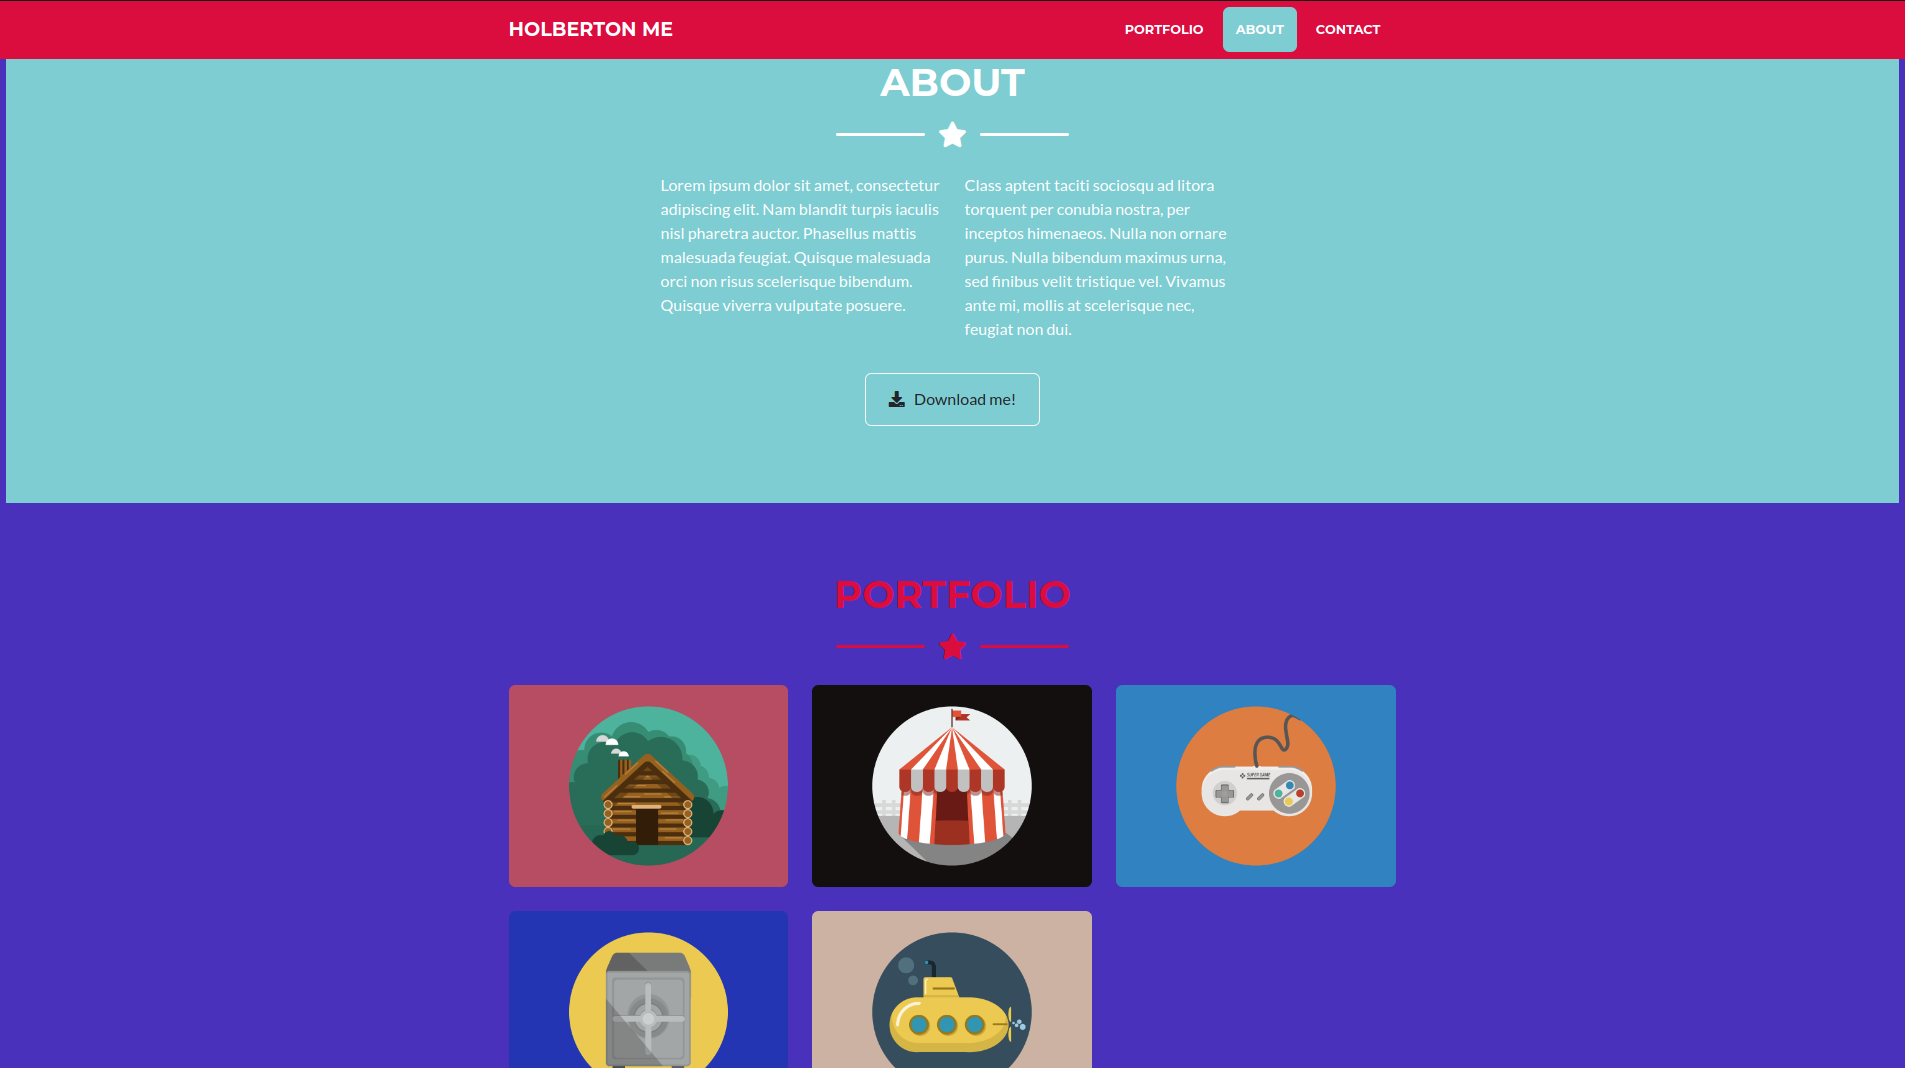 HOLBERTON ME
PORTFOLIO
ABOUT
CONTACT
ABOUT
Lorem ipsum dolor sit amet, consectetur
adipiscing elit. Nam blandit turpis iaculis
nisl pharetra auctor. Phasellus mattis
malesuada feugiat. Quisque malesuada
orci non risus scelerisque bibendum.
Quisque viverra vulputate posuere.
Class aptent taciti sociosqu ad litora
torquent per conubia nostra, per
inceptos himenaeos. Nulla non ornare
purus. Nulla bibendum maximus urna,
sed finibus velit tristique vel. Vivamus
ante mi, mollis at scelerisque nec,
feugiat non dui.
Download me!
PORTFOLIO
SUPER GAME